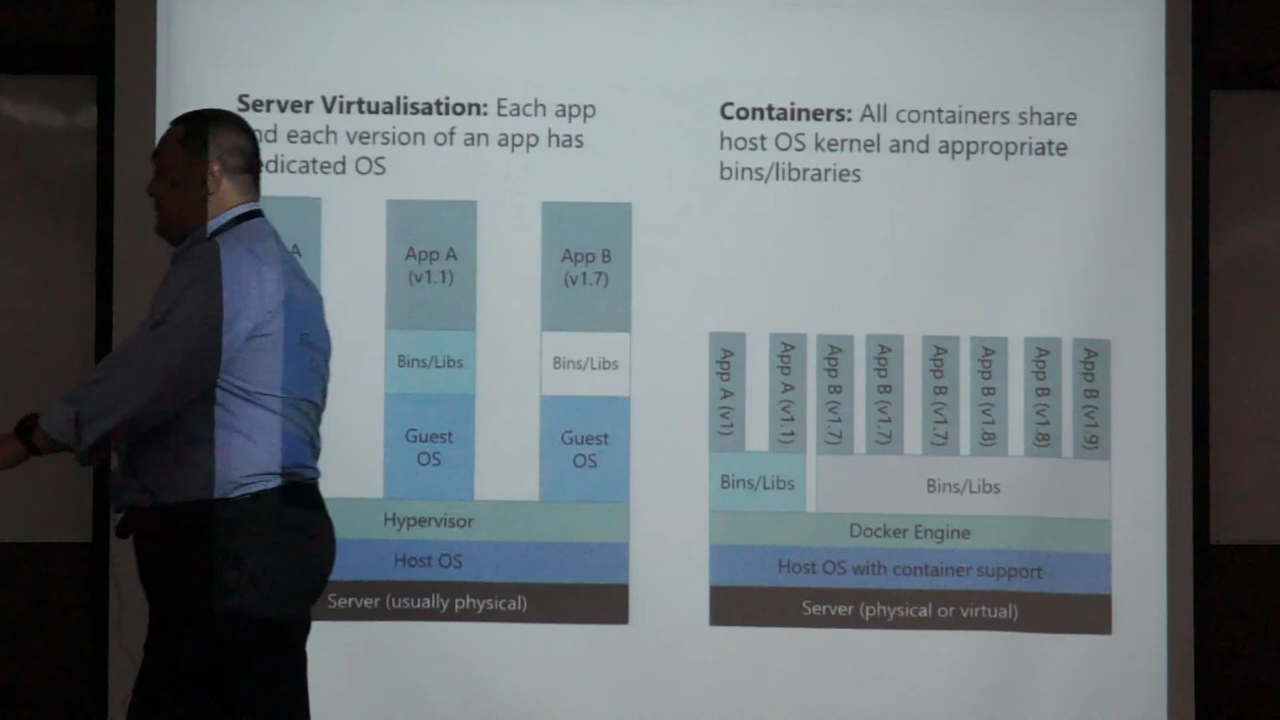 Server Virtualisation: Each app
nd each version of an app has
edicated OS
A
App A
(v1.1)
Bins/Libs
Guest
OS
App B
(v1.7)
Bins/Libs
Guest
OS
Hypervisor
Host OS
Server (usually physical)
Containers: All containers share
host OS kernel and appropriate
bins/libraries
App A (v1)
App A (v1.1)
App B (v1.7)
App B (v1.7)
App B (v1.7)
App B (v1.8)
App B (v1.8)
App B (v1.9)
Bins/Libs
Bins/Libs
Docker Engine
Host OS with container support
Server (physical or virtual)